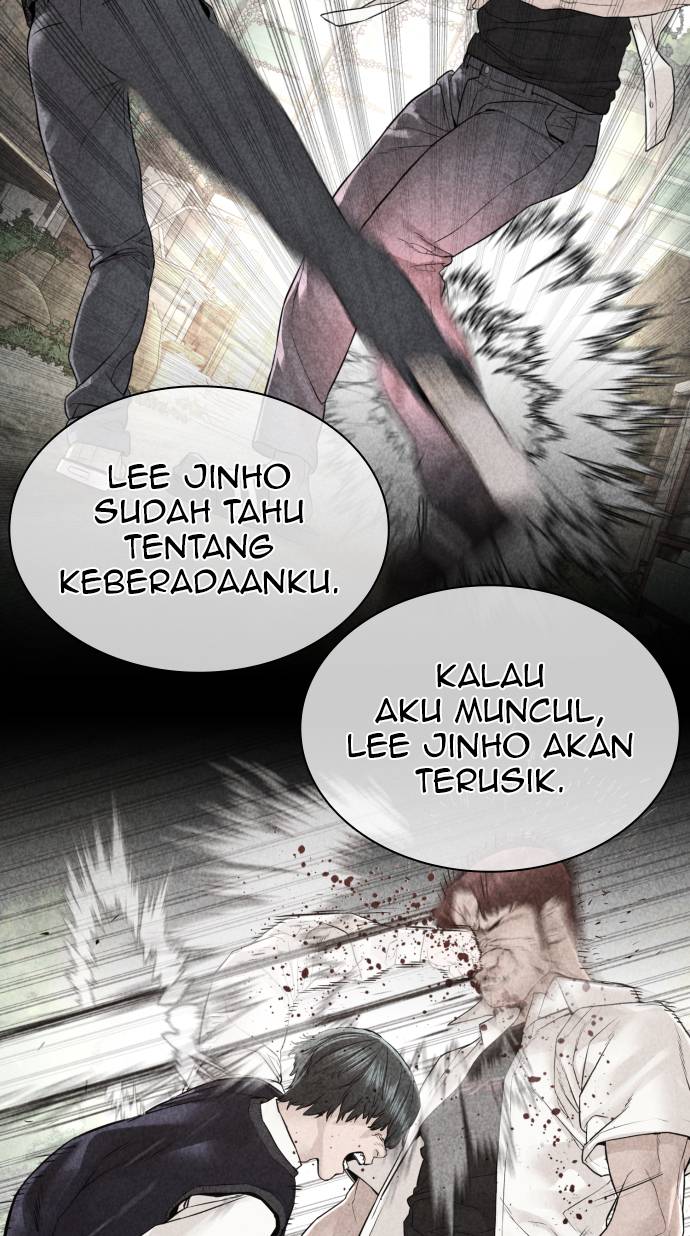 LEE JINHO
SUDAH TAHU
TENTANG
KEBERADAANKU.
KALAU
AKU MUNCUL,
LEE JINHO AKAN
TERUSIK.